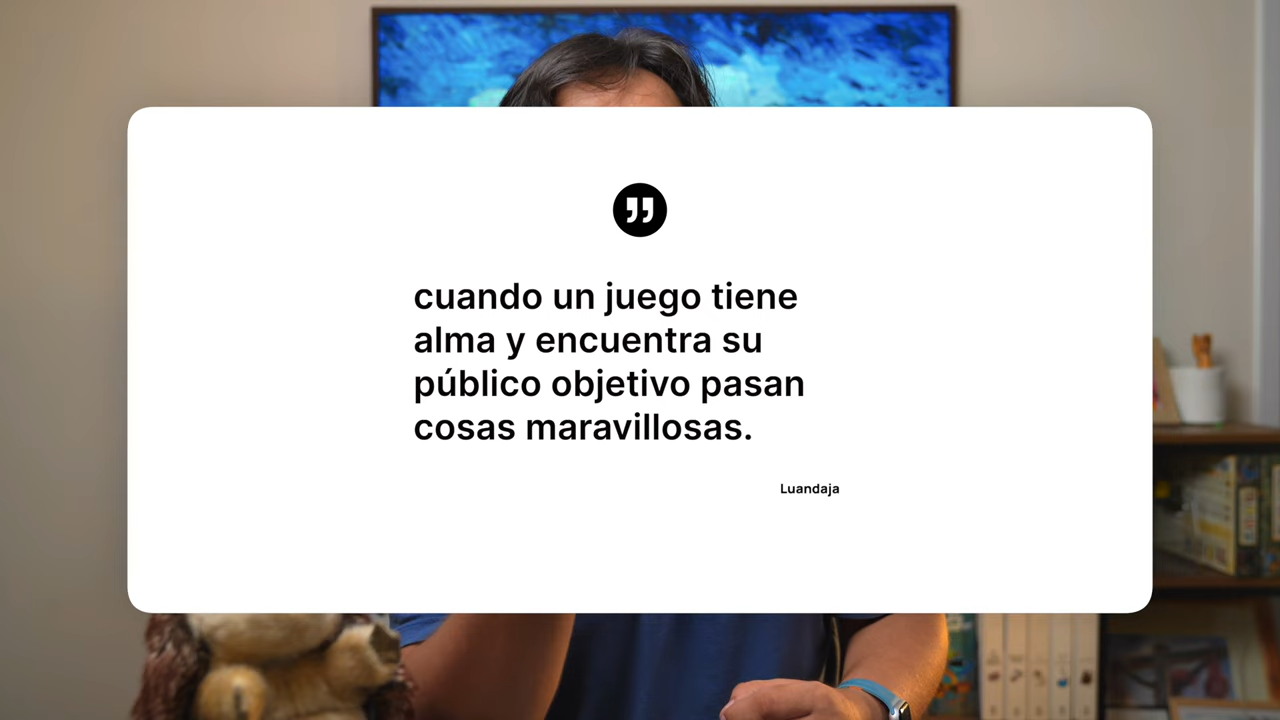 cuando un juego tiene
alma y encuentra su
público objetivo pasan
cosas maravillosas.
Luandaja